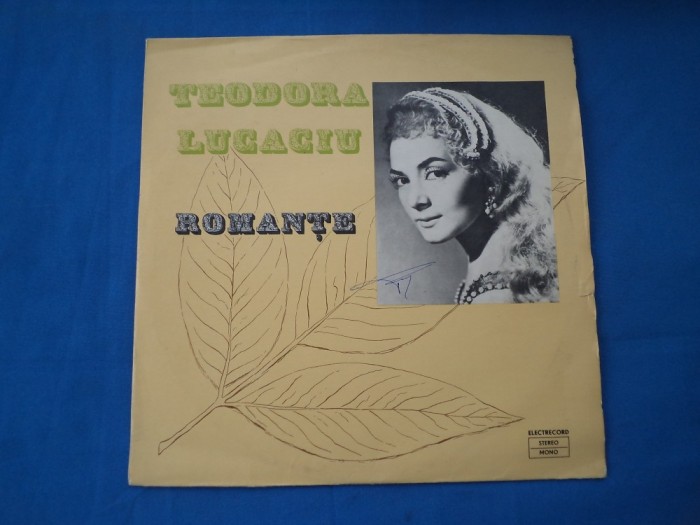 TEODORA
LUCACIU
ROMANȚE
ELECTRECORD
STEREO
MONO